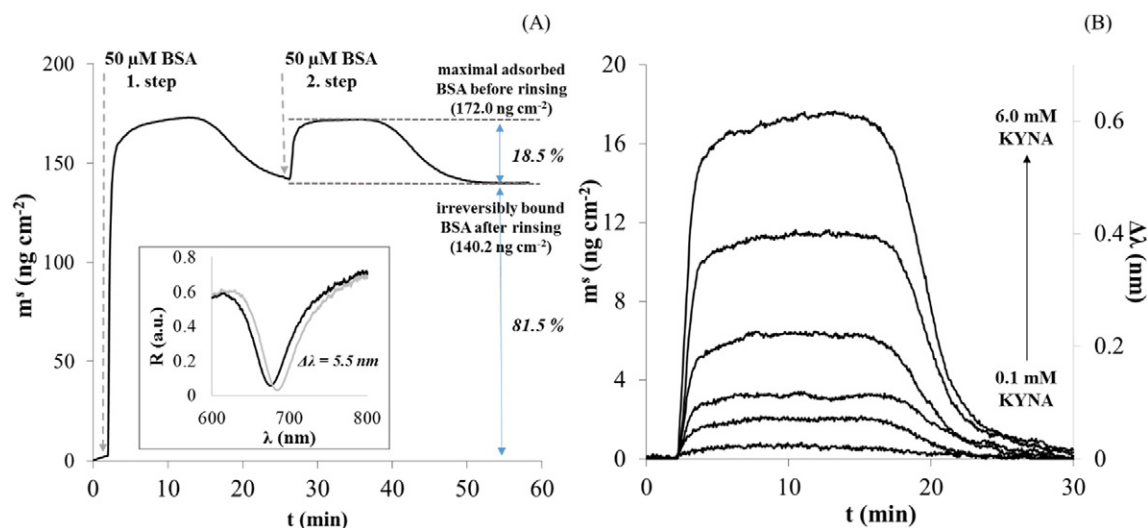 (A)
50 µM BSA
1. step
50 µM BSA
2. step
maximal adsorbed
BSA before rinsing
(172.0 ng cm⁻²)
18.5 %
irreversibly bound
BSA after rinsing
(140.2 ng cm⁻²)
81.5 %
mˢ (ng cm⁻²)
200
150
100
50
0
0 10 20 30 40 50 60
t (min)
R (a.u.)
0.8
0.6
0.4
0.2
0
Δλ = 5.5 nm
600 700 800
λ (nm)
(B)
mˢ (ng cm⁻²)
20
16
12
8
4
0
6.0 mM
KYNA
0.1 mM
KYNA
0.6
0.4
0.2
0
Δλ (nm)
0 10 20 30
t (min)